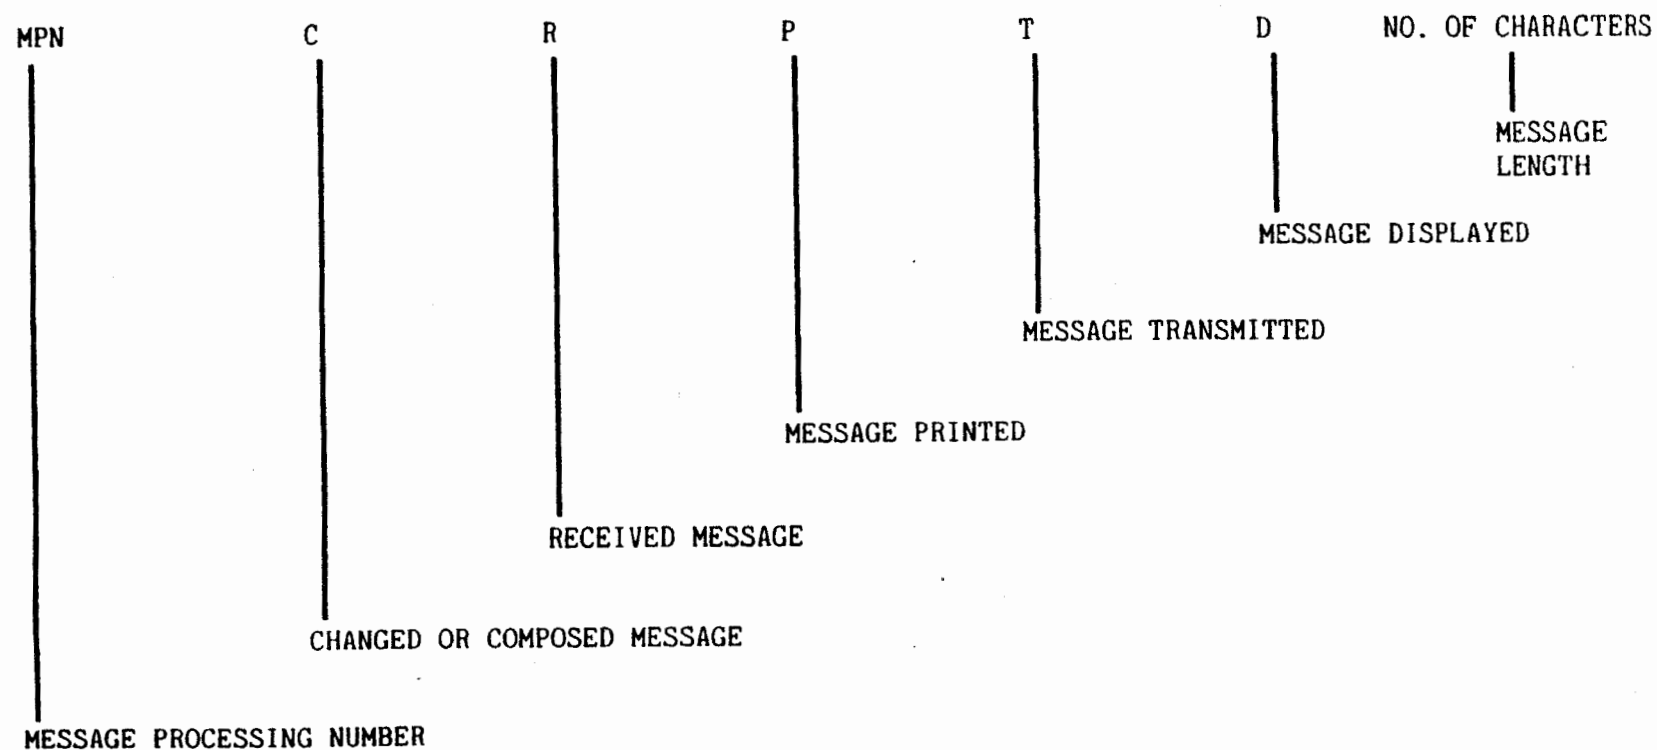 MPN C R P T D NO. OF CHARACTERS
MESSAGE
LENGTH
MESSAGE DISPLAYED
MESSAGE TRANSMITTED
MESSAGE PRINTED
RECEIVED MESSAGE
CHANGED OR COMPOSED MESSAGE
MESSAGE PROCESSING NUMBER